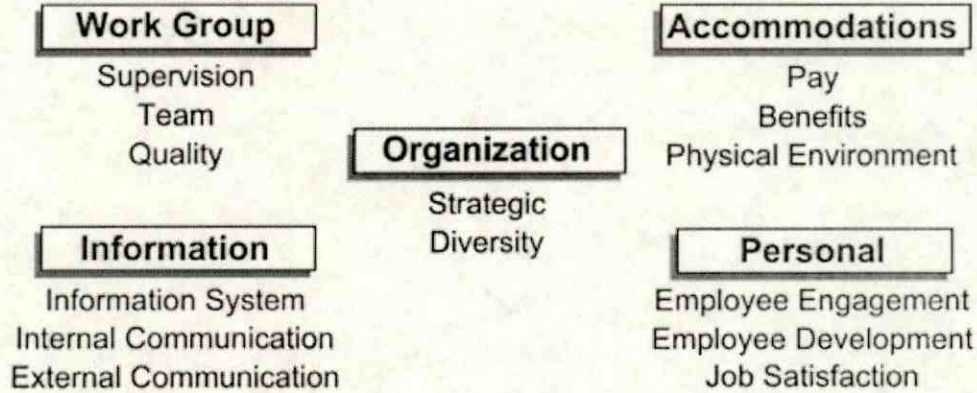 Work Group
Supervision
Team
Quality
Accommodations
Pay
Benefits
Physical Environment
Organization
Strategic
Diversity
Information
Information System
Internal Communication
External Communication
Personal
Employee Engagement
Employee Development
Job Satisfaction